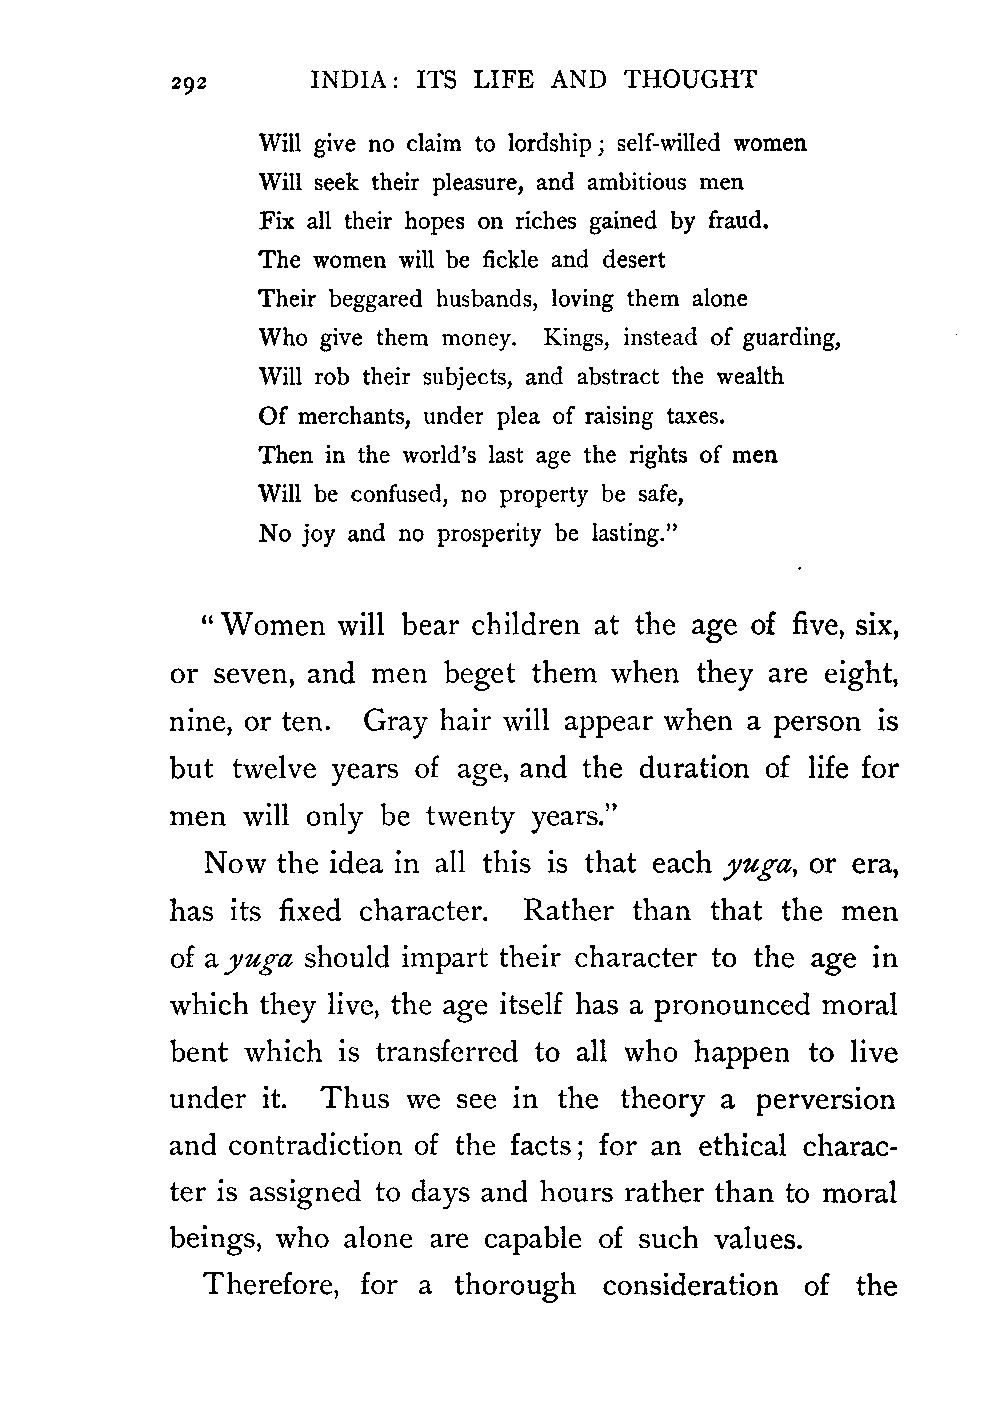 292 INDIA: ITS LIFE AND THOUGHT
Will give no claim to lordship; self-willed women
Will seek their pleasure, and ambitious men
Fix all their hopes on riches gained by fraud.
The women will be fickle and desert
Their beggared husbands, loving them alone
Who give them money. Kings, instead of guarding,
Will rob their subjects, and abstract the wealth
Of merchants, under plea of raising taxes.
Then in the world's last age the rights of men
Will be confused, no property be safe,
No joy and no prosperity be lasting."
"Women will bear children at the age of five, six,
or seven, and men beget them when they are eight,
nine, or ten. Gray hair will appear when a person is
but twelve years of age, and the duration of life for
men will only be twenty years."
Now the idea in all this is that each yuga, or era,
has its fixed character. Rather than that the men
of a yuga should impart their character to the age in
which they live, the age itself has a pronounced moral
bent which is transferred to all who happen to live
under it. Thus we see in the theory a perversion
and contradiction of the facts; for an ethical charac-
ter is assigned to days and hours rather than to moral
beings, who alone are capable of such values.
Therefore, for a thorough consideration of the